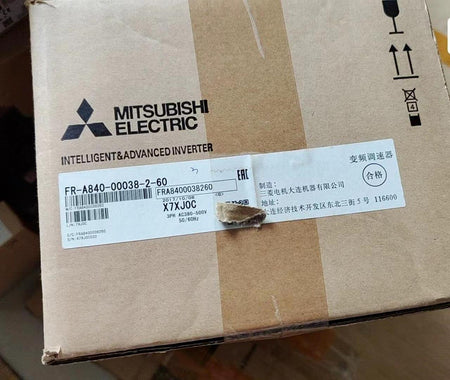 MITSUBISHI
ELECTRIC
INTELLIGENT&ADVANCED INVERTER
4
FR-A840-00038-2-60
FRA8400038260
X7XJOC
3PH AC380-500V
50/60Hz
EAC
变频调速器
合格
制造:
三菱电机大连机器有限公司
地址:
大连经济技术开发区东北三街5号 116600